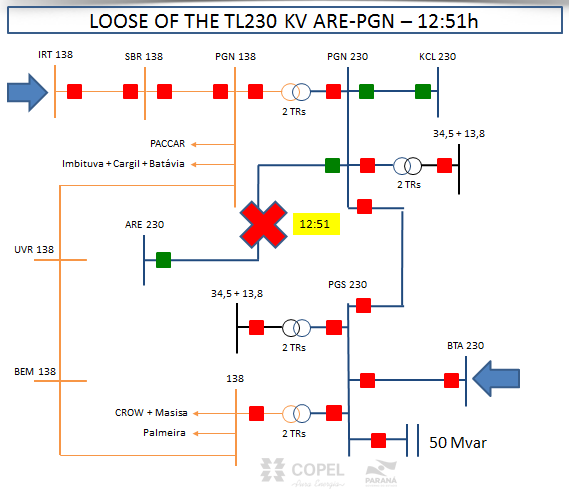 LOOSE OF THE TL230 KV ARE-PGN – 12:51h
IRT 138
SBR 138
PGN 138
PGN 230
KCL 230
2 TRs
34,5 + 13,8
PACCAR
Imbituva + Cargil + Batávia
2 TRs
ARE 230
12:51
UVR 138
PGS 230
34,5 + 13,8
2 TRs
BTA 230
BEM 138
138
CROW + Masisa
Palmeira
2 TRs
50 Mvar
COPEL
Pura Energia
PARANÁ